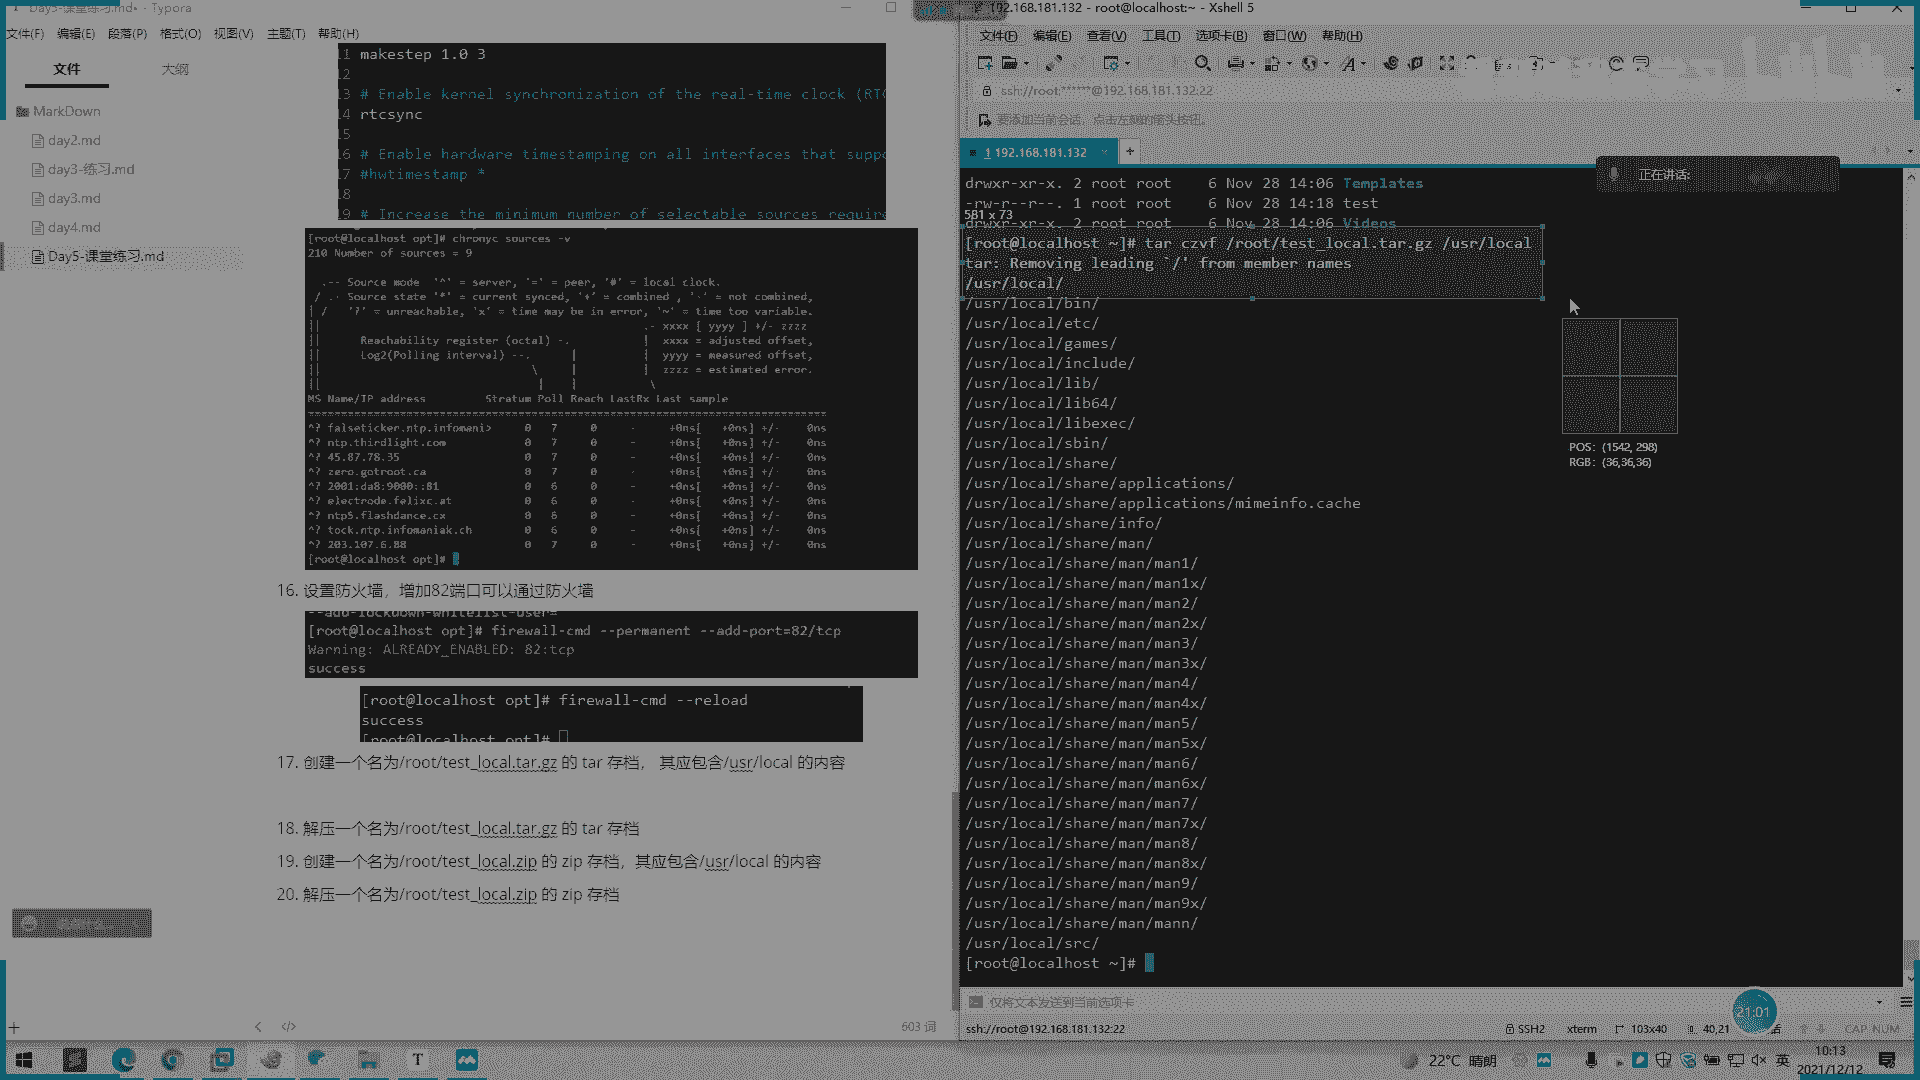 Day5-课堂练习.md• - Typora
文件(F) 编辑(E) 段落(P) 格式(O) 视图(V) 主题(T) 帮助(H)
文件 大纲
MarkDown
day2.md
day3-练习.md
day3.md
day4.md
Day5-课堂练习.md
11 makestep 1.0 3
12
13 # Enable kernel synchronization of the real-time clock (RTC
14 rtcsync
15
16 # Enable hardware timestamping on all interfaces that suppo
17 #hwtimestamp *
18
19 # Increase the minimum number of selectable sources require
[root@localhost opt]# chronyc sources -v
210 Number of sources = 9
.-- Source mode '^' = server, '=' = peer, '#' = local clock.
/ .- Source state '*' = current synced, '+' = combined , '-' = not combined,
| / '?' = unreachable, 'x' = time may be in error, '~' = time too variable.
|| .- xxxx [ yyyy ] +/- zzzz
|| Reachability register (octal) -. | xxxx = adjusted offset,
|| Log2(Polling interval) --. | | yyyy = measured offset,
|| \ | | zzzz = estimated error.
|| | | \
MS Name/IP address Stratum Poll Reach LastRx Last sample
^? falseticker.ntp.infomani> 0 7 0 - +0ns[ +0ns] +/- 0ns
^? ntp.thirdlight.com 0 7 0 - +0ns[ +0ns] +/- 0ns
^? 45.87.78.35 0 7 0 - +0ns[ +0ns] +/- 0ns
^? zero.gotroot.ca 0 7 0 - +0ns[ +0ns] +/- 0ns
^? 2001:da8:9000::81 0 6 0 - +0ns[ +0ns] +/- 0ns
^? electrode.felixc.at 0 6 0 - +0ns[ +0ns] +/- 0ns
^? ntp5.flashdance.cx 0 6 0 - +0ns[ +0ns] +/- 0ns
^? tock.ntp.infomaniak.ch 0 6 0 - +0ns[ +0ns] +/- 0ns
^? 203.107.6.88 0 7 0 - +0ns[ +0ns] +/- 0ns
[root@localhost opt]#
16. 设置防火墙，增加82端口可以通过防火墙
--add-lockdown-whitelist-user=
[root@localhost opt]# firewall-cmd --permanent --add-port=82/tcp
Warning: ALREADY_ENABLED: 82:tcp
success
[root@localhost opt]# firewall-cmd --reload
success
[root@localhost opt]#
17. 创建一个名为/root/test_local.tar.gz 的 tar 存档， 其应包含/usr/local 的内容
18. 解压一个名为/root/test_local.tar.gz 的 tar 存档
19. 创建一个名为/root/test_local.zip 的 zip 存档，其应包含/usr/local 的内容
20. 解压一个名为/root/test_local.zip 的 zip 存档
603 词
192.168.181.132 - root@localhost:~ - Xshell 5
文件(F) 编辑(E) 查看(V) 工具(T) 选项卡(B) 窗口(W) 帮助(H)
ssh://root:******@192.168.181.132:22
要添加当前会话，点击左侧的箭头按钮。
1 192.168.181.132
正在讲话:
drwxr-xr-x. 2 root root 6 Nov 28 14:06 Templates
-rw-r--r--. 1 root root 6 Nov 28 14:18 test
581 x 73
drwxr-xr-x. 2 root root 6 Nov 28 14:06 Videos
[root@localhost ~]# tar czvf /root/test_local.tar.gz /usr/local
tar: Removing leading `/' from member names
/usr/local/
/usr/local/bin/
/usr/local/etc/
/usr/local/games/
/usr/local/include/
/usr/local/lib/
/usr/local/lib64/
/usr/local/libexec/
/usr/local/sbin/
/usr/local/share/
/usr/local/share/applications/
/usr/local/share/applications/mimeinfo.cache
/usr/local/share/info/
/usr/local/share/man/
/usr/local/share/man/man1/
/usr/local/share/man/man1x/
/usr/local/share/man/man2/
/usr/local/share/man/man2x/
/usr/local/share/man/man3/
/usr/local/share/man/man3x/
/usr/local/share/man/man4/
/usr/local/share/man/man4x/
/usr/local/share/man/man5/
/usr/local/share/man/man5x/
/usr/local/share/man/man6/
/usr/local/share/man/man6x/
/usr/local/share/man/man7/
/usr/local/share/man/man7x/
/usr/local/share/man/man8/
/usr/local/share/man/man8x/
/usr/local/share/man/man9/
/usr/local/share/man/man9x/
/usr/local/share/man/mann/
/usr/local/src/
[root@localhost ~]#
POS: (1542, 298)
RGB: (36,36,36)
仅将文本发送到当前选项卡
21:01
ssh://root@192.168.181.132:22 SSH2 xterm 103x40 40,21 CAP NUM
22°C 晴朗 英 10:13
2021/12/12